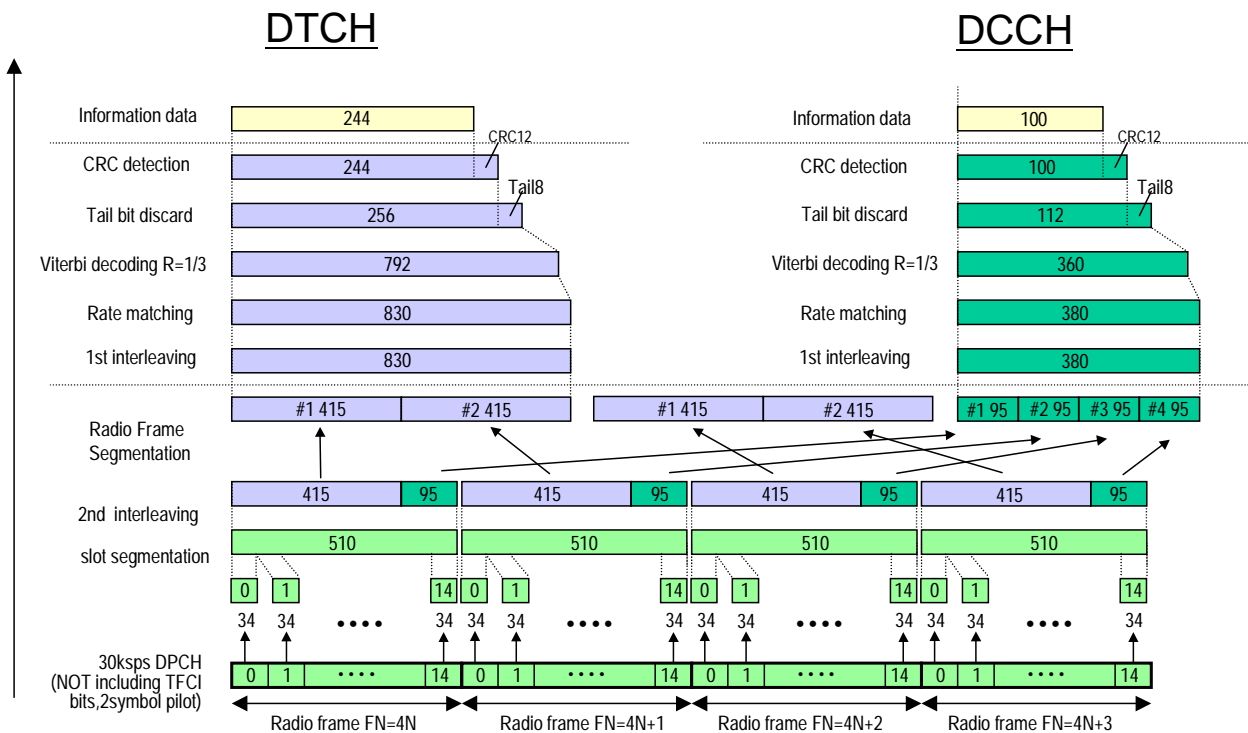 DTCH DCCH
Information data 244 Information data 100
CRC12 CRC12
CRC detection 244 CRC detection 100
Tail8 Tail8
Tail bit discard 256 Tail bit discard 112
Viterbi decoding R=1/3 792 Viterbi decoding R=1/3 360
Rate matching 830 Rate matching 380
1st interleaving 830 1st interleaving 380
#1 415 #2 415 #1 415 #2 415 #1 95 #2 95 #3 95 #4 95
Radio Frame
Segmentation
415 95 415 95 415 95 415 95
2nd interleaving
510 510 510 510
slot segmentation
0 1 14 0 1 14 0 1 14 0 1 14
34 34 •••• 34 34 34 •••• 34 34 34 •••• 34 34 34 •••• 34
30ksps DPCH
(NOT including TFCI
bits,2symbol pilot)
0 1 •••• 14 0 1 •••• 14 0 1 •••• 14 0 1 •••• 14
Radio frame FN=4N Radio frame FN=4N+1 Radio frame FN=4N+2 Radio frame FN=4N+3